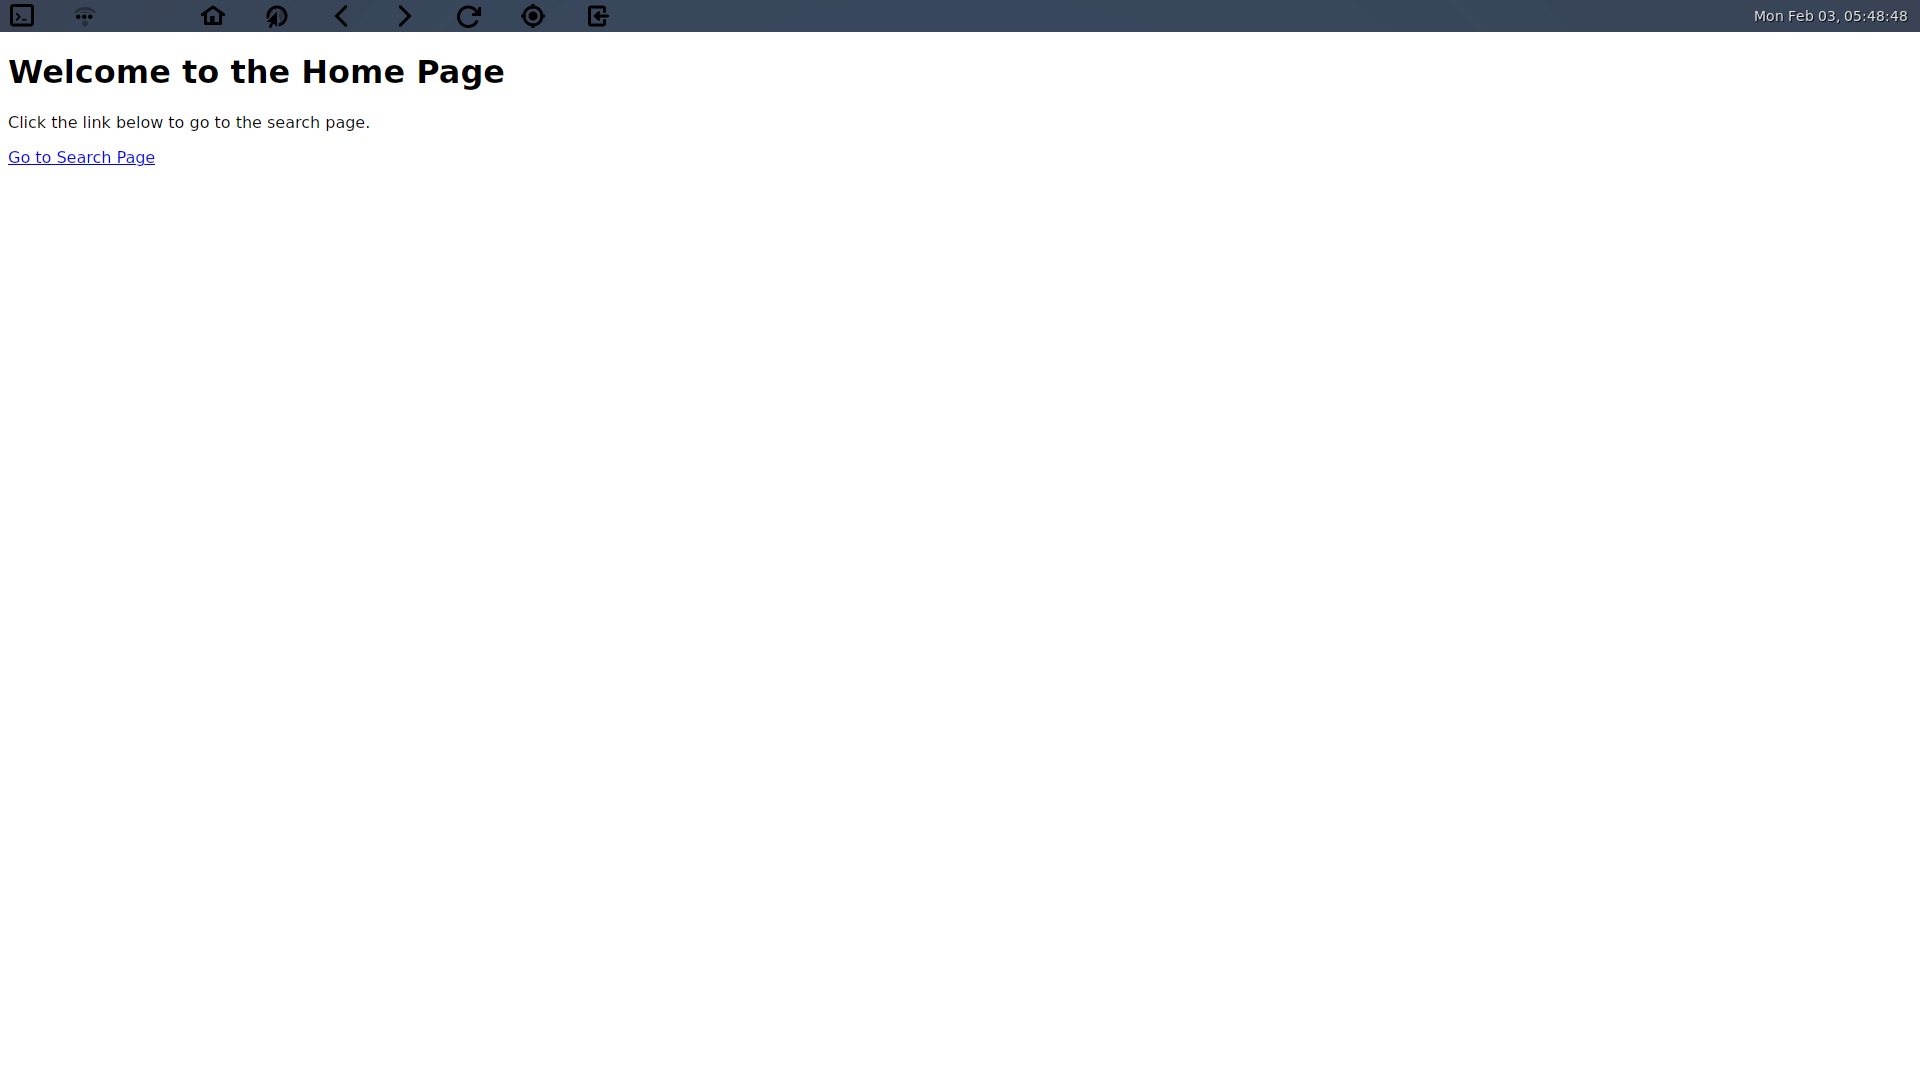 Mon Feb 03, 05:48:48
Welcome to the Home Page
Click the link below to go to the search page.
Go to Search Page